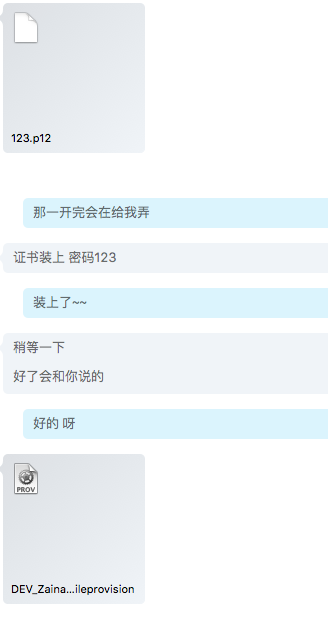 123.p12
那一开完会在给我弄
证书装上 密码123
装上了~~
稍等一下
好了会和你说的
好的 呀
PROV
DEV_Zaina...ileprovision